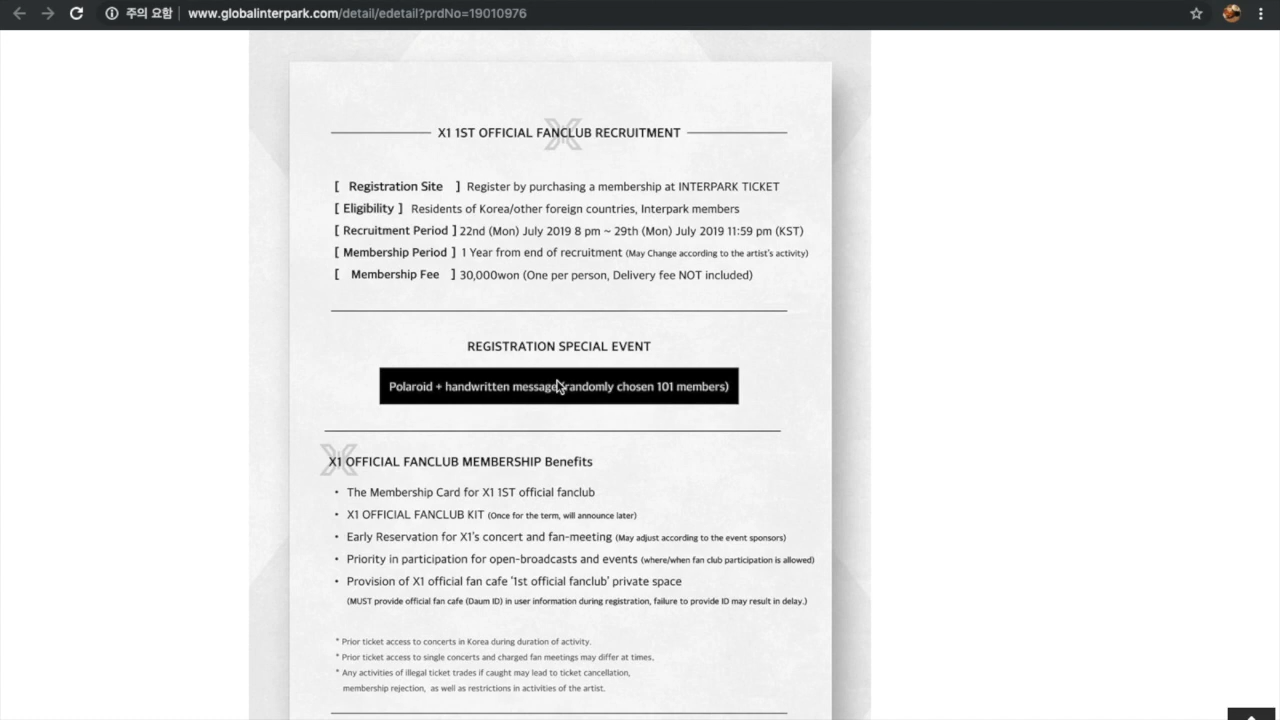 주의 요함 | www.globalinterpark.com/detail/edetail?prdNo=19010976
X1 1ST OFFICIAL FANCLUB RECRUITMENT
[ Registration Site ] Register by purchasing a membership at INTERPARK TICKET
[ Eligibility ] Residents of Korea/other foreign countries, Interpark members
[ Recruitment Period ] 22nd (Mon) July 2019 8 pm ~ 29th (Mon) July 2019 11:59 pm (KST)
[ Membership Period ] 1 Year from end of recruitment (May Change according to the artist's activity)
[ Membership Fee ] 30,000won (One per person, Delivery fee NOT included)
REGISTRATION SPECIAL EVENT
Polaroid + handwritten message (randomly chosen 101 members)
X1 OFFICIAL FANCLUB MEMBERSHIP Benefits
• The Membership Card for X1 1ST official fanclub
• X1 OFFICIAL FANCLUB KIT (Once for the term, will announce later)
• Early Reservation for X1's concert and fan-meeting (May adjust according to the event sponsors)
• Priority in participation for open-broadcasts and events (where/when fan club participation is allowed)
• Provision of X1 official fan cafe '1st official fanclub' private space
(MUST provide official fan cafe (Daum ID) in user information during registration, failure to provide ID may result in delay.)
* Prior ticket access to concerts in Korea during duration of activity.
* Prior ticket access to single concerts and charged fan meetings may differ at times.
* Any activities of illegal ticket trades if caught may lead to ticket cancellation,
membership rejection, as well as restrictions in activities of the artist.